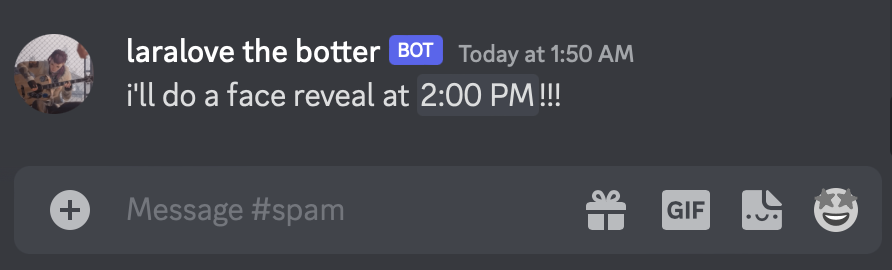 laralove the botter BOT Today at 1:50 AM
i'll do a face reveal at 2:00 PM!!!
Message #spam GIF